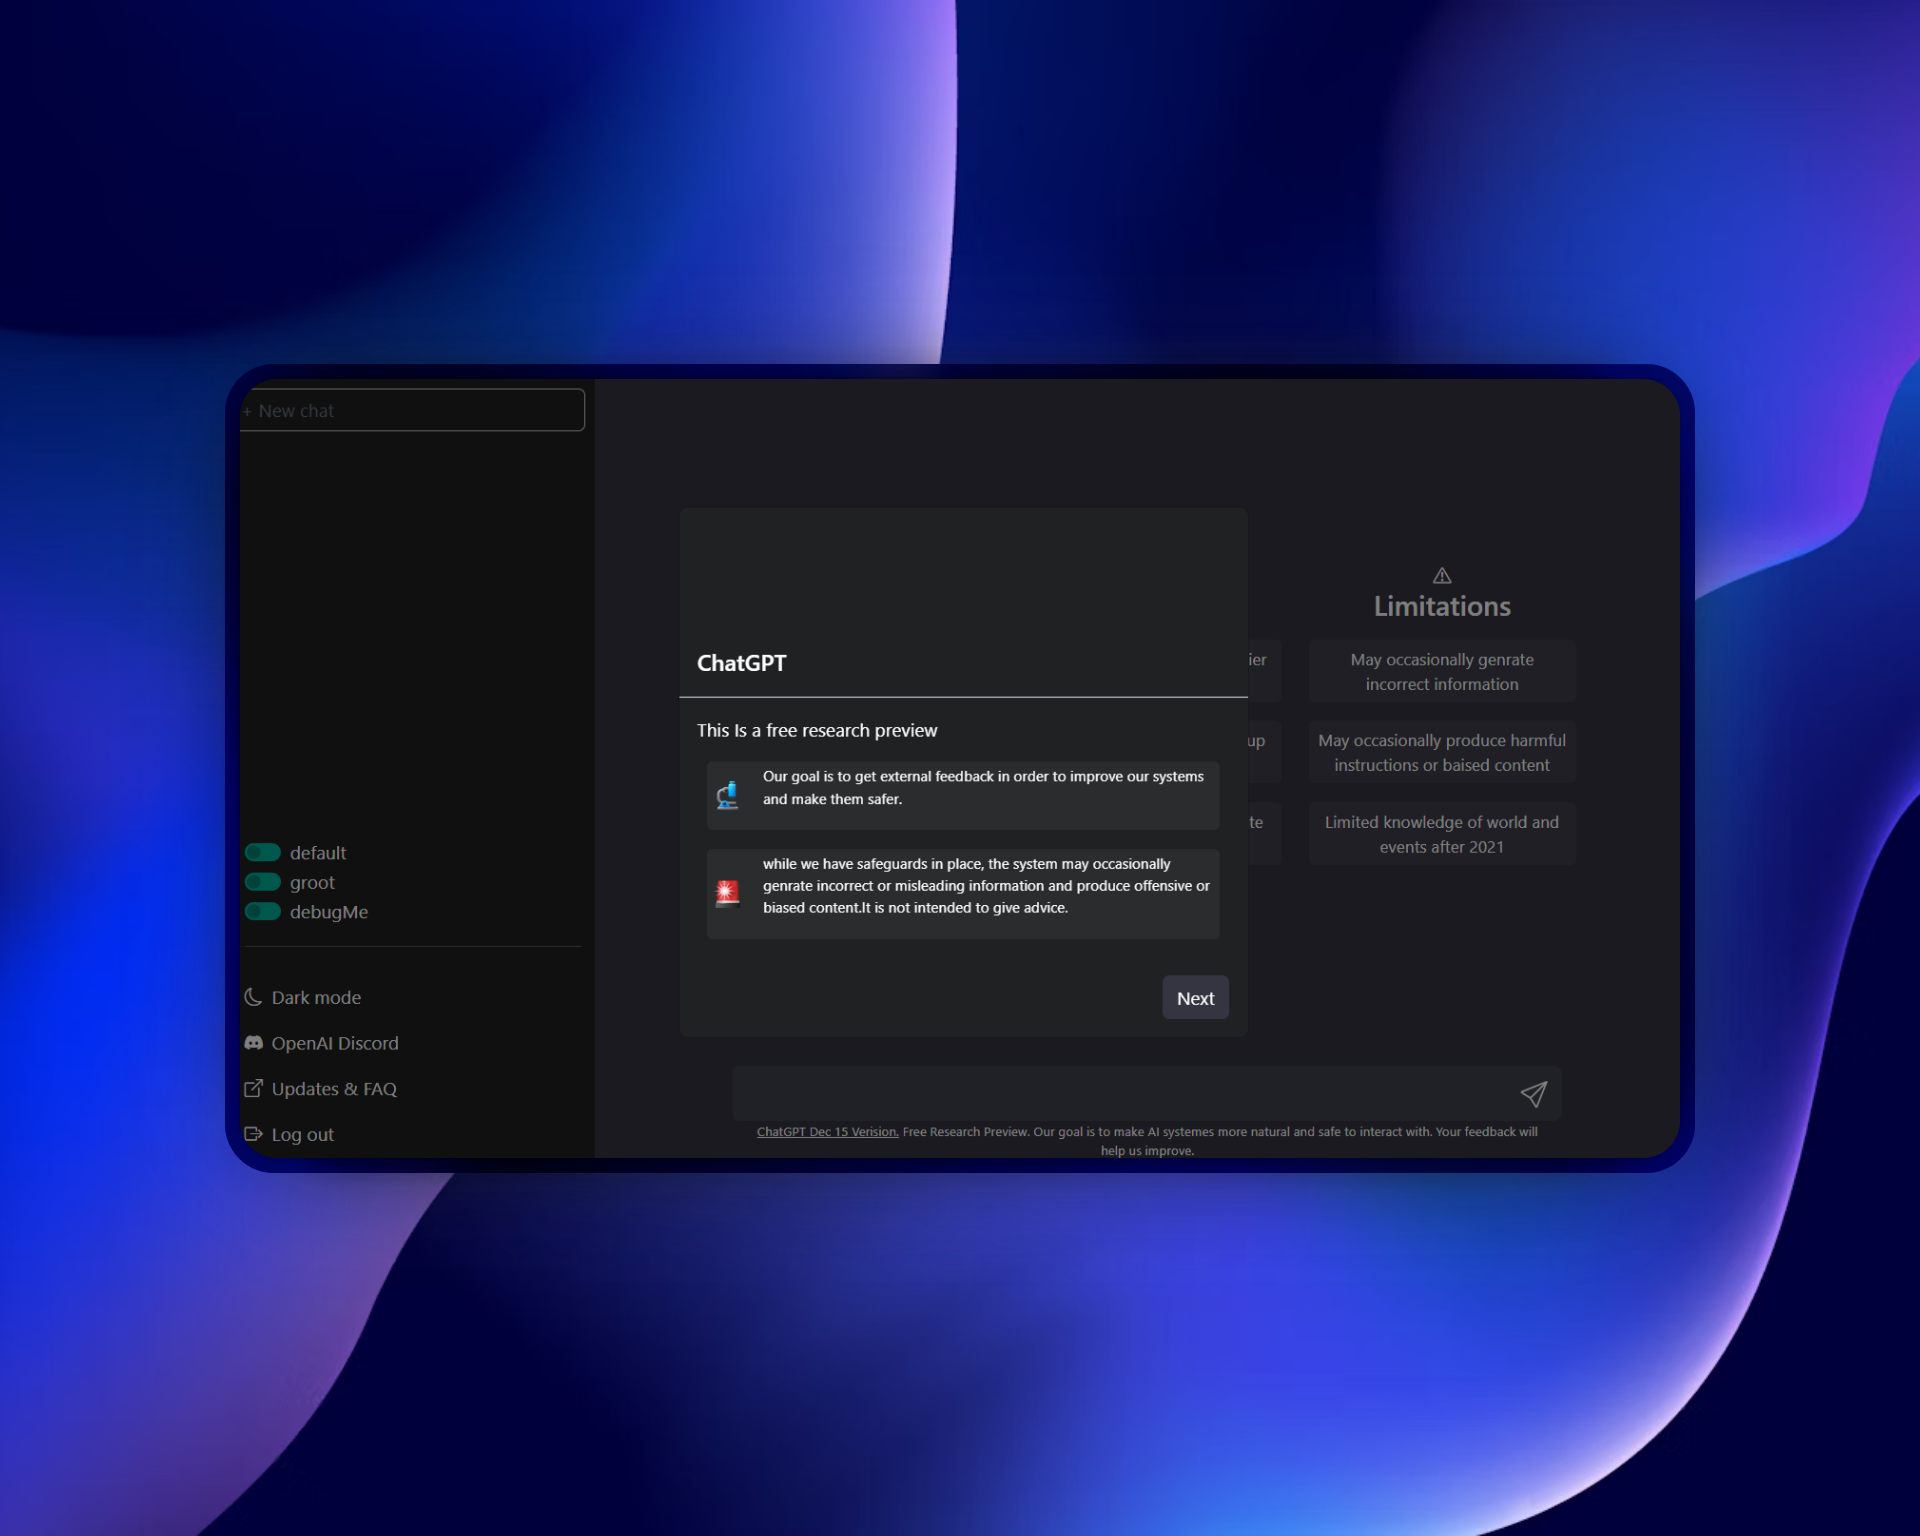 + New chat
default
groot
debugMe
Dark mode
OpenAI Discord
Updates & FAQ
Log out
ChatGPT
This Is a free research preview
Our goal is to get external feedback in order to improve our systems
and make them safer.
while we have safeguards in place, the system may occasionally
genrate incorrect or misleading information and produce offensive or
biased content.It is not intended to give advice.
Next
ier
up
te
Limitations
May occasionally genrate
incorrect information
May occasionally produce harmful
instructions or baised content
Limited knowledge of world and
events after 2021
ChatGPT Dec 15 Verision. Free Research Preview. Our goal is to make AI systemes more natural and safe to interact with. Your feedback will
help us improve.